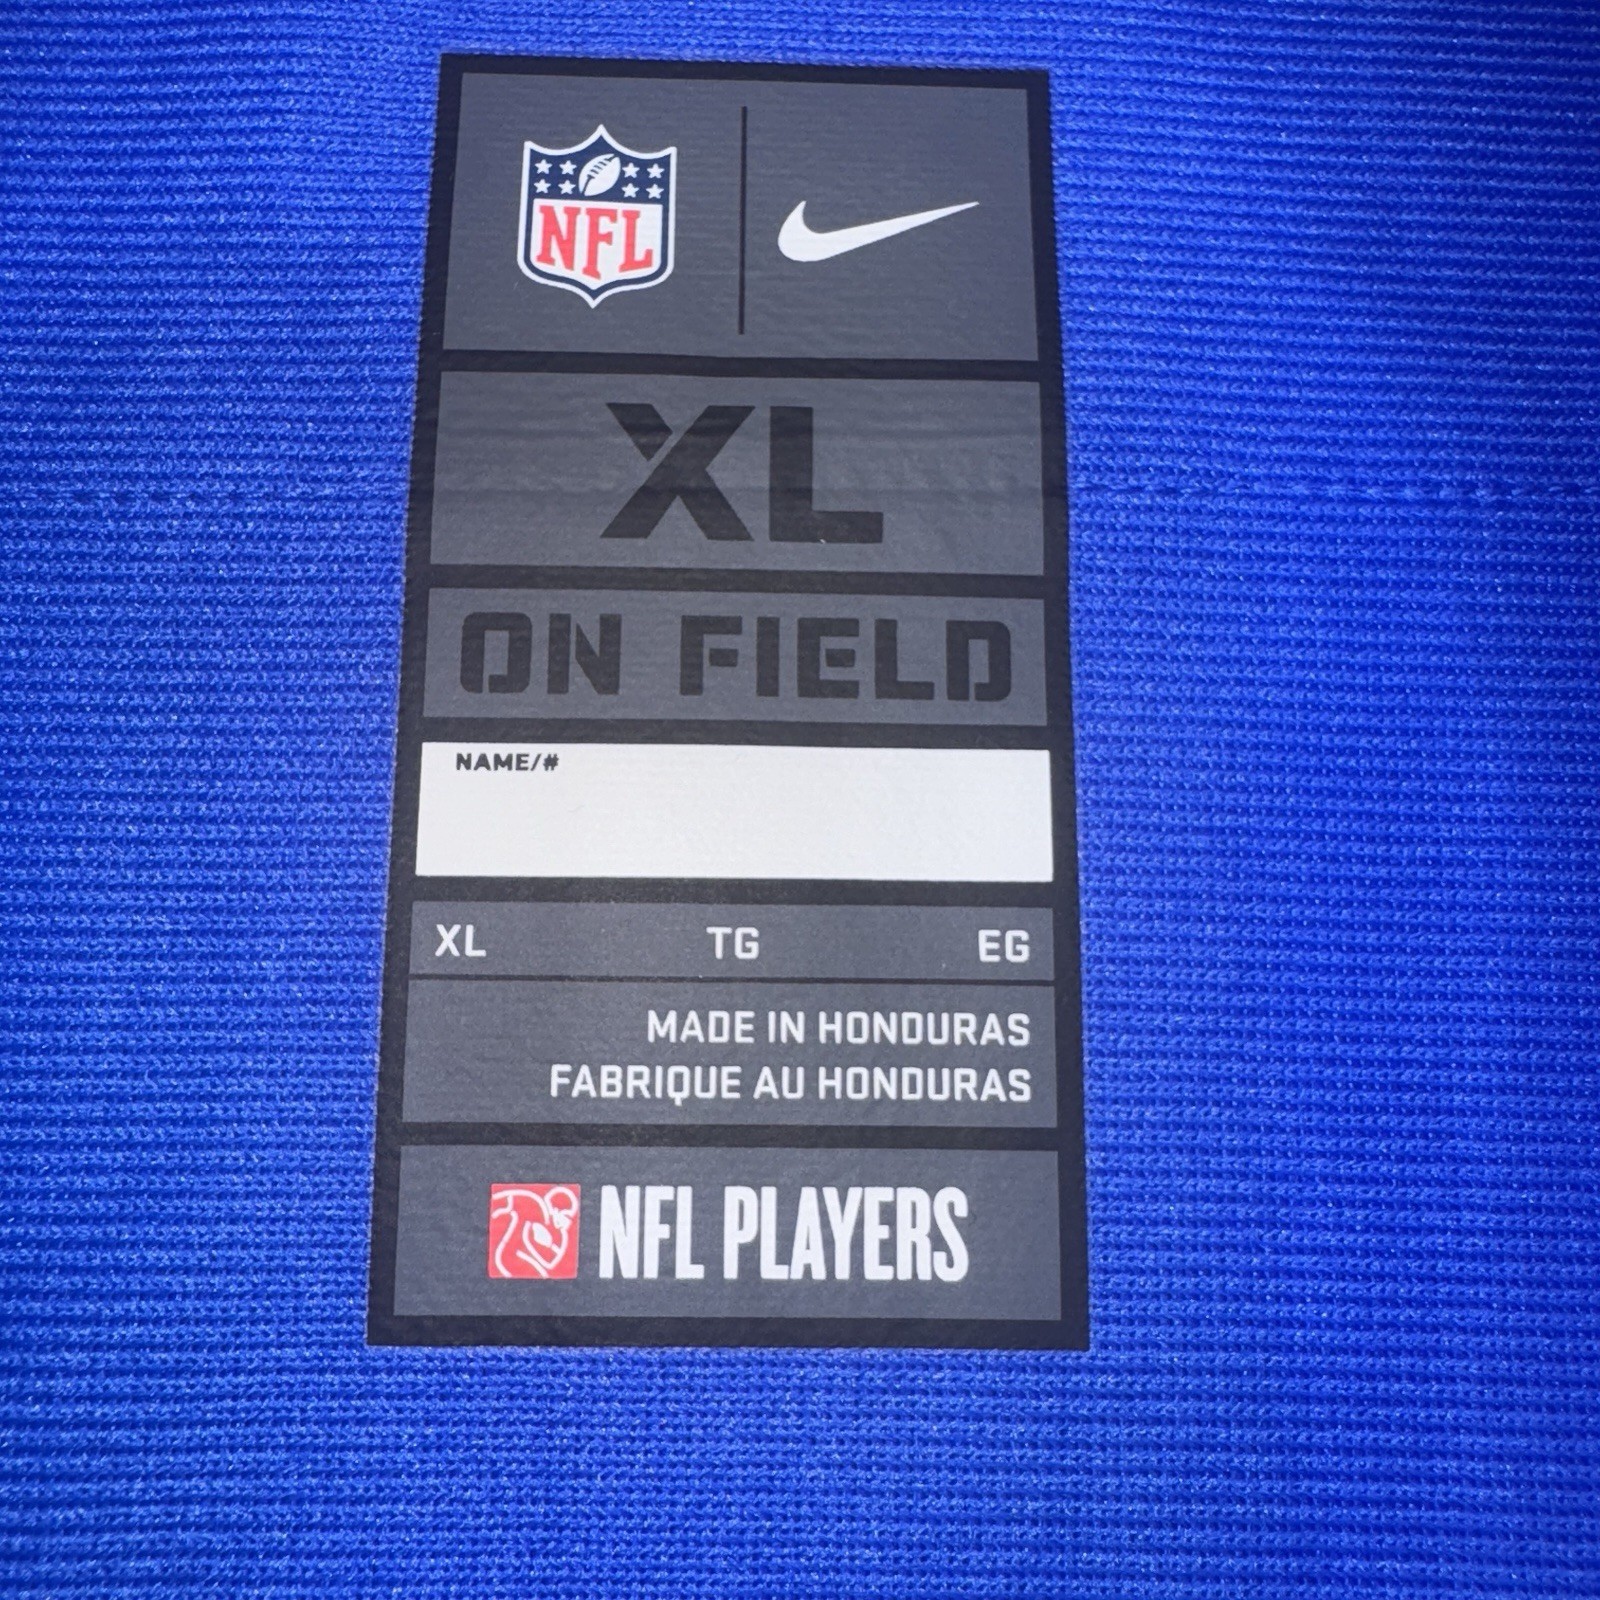 NFL
XL
ON FIELD
NAME/#
XL TG EG
MADE IN HONDURAS
FABRIQUE AU HONDURAS
NFL PLAYERS